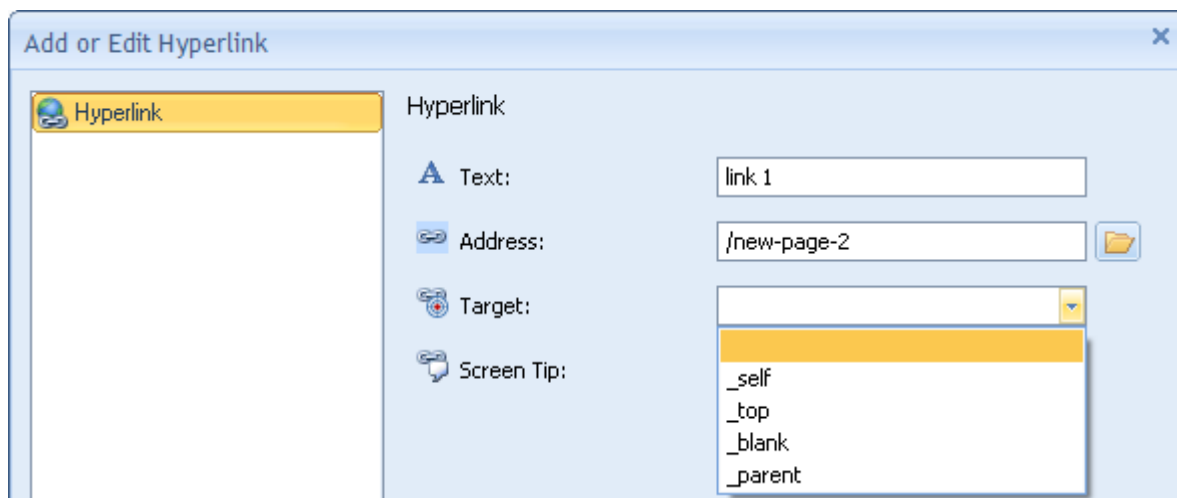 Add or Edit Hyperlink
Hyperlink
Hyperlink
Text:
link 1
Address:
/new-page-2
Target:
Screen Tip:
_self
_top
_blank
_parent